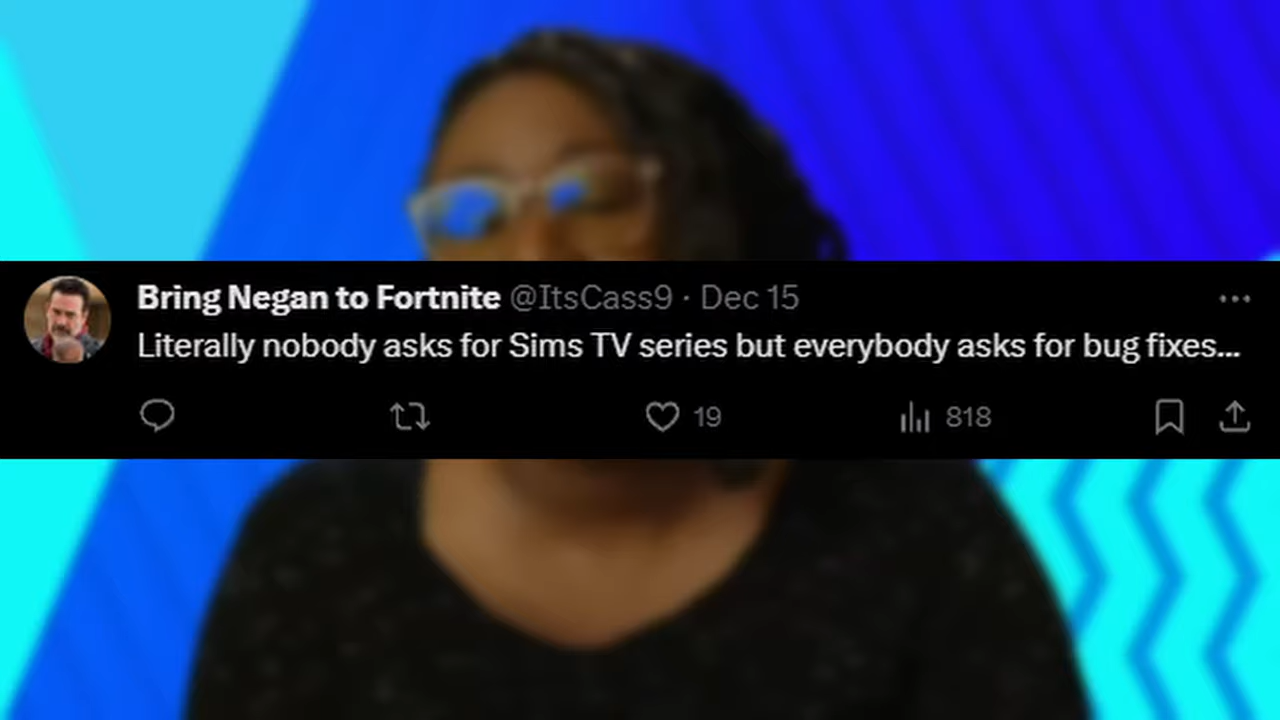 Bring Negan to Fortnite @ItsCass9 · Dec 15
Literally nobody asks for Sims TV series but everybody asks for bug fixes...
19 818